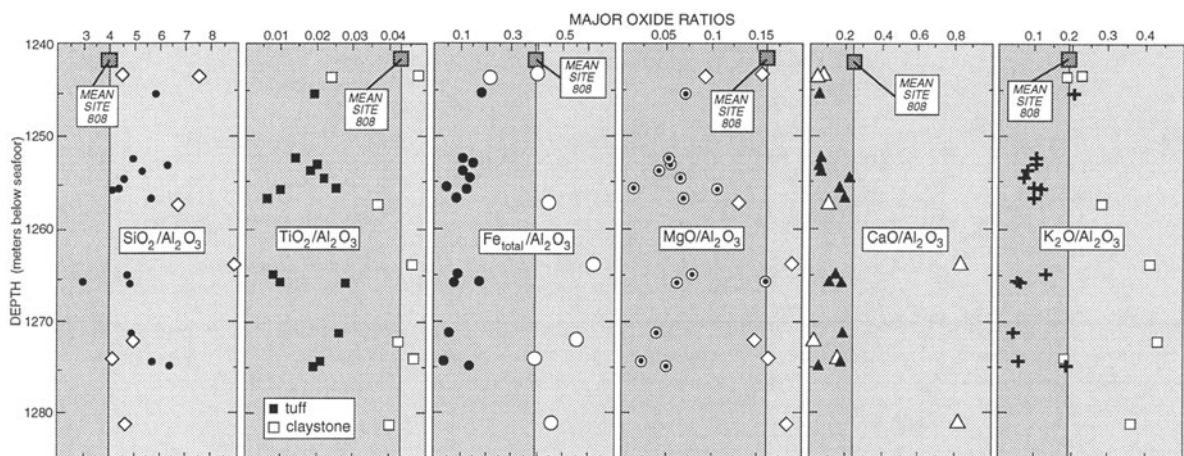 MAJOR OXIDE RATIOS
3 4 5 6 7 8
0.01 0.02 0.03 0.04
0.1 0.3 0.5
0.05 0.1 0.15
0.2 0.4 0.6 0.8
0.1 0.2 0.3 0.4
1240
1250
1260
1270
1280
DEPTH (meters below seafoor)
MEAN
SITE
808
MEAN
SITE
808
MEAN
SITE
808
MEAN
SITE
808
MEAN
SITE
808
MEAN
SITE
808
SiO₂/Al₂O₃
TiO₂/Al₂O₃
Fe_total/Al₂O₃
MgO/Al₂O₃
CaO/Al₂O₃
K₂O/Al₂O₃
tuff
claystone